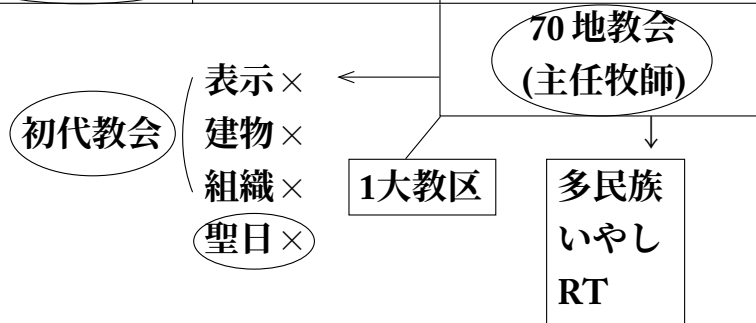 70 地教会
(主任牧師)
表示×
初代教会
建物×
組織×
聖日×
1大教区
多民族
いやし
RT